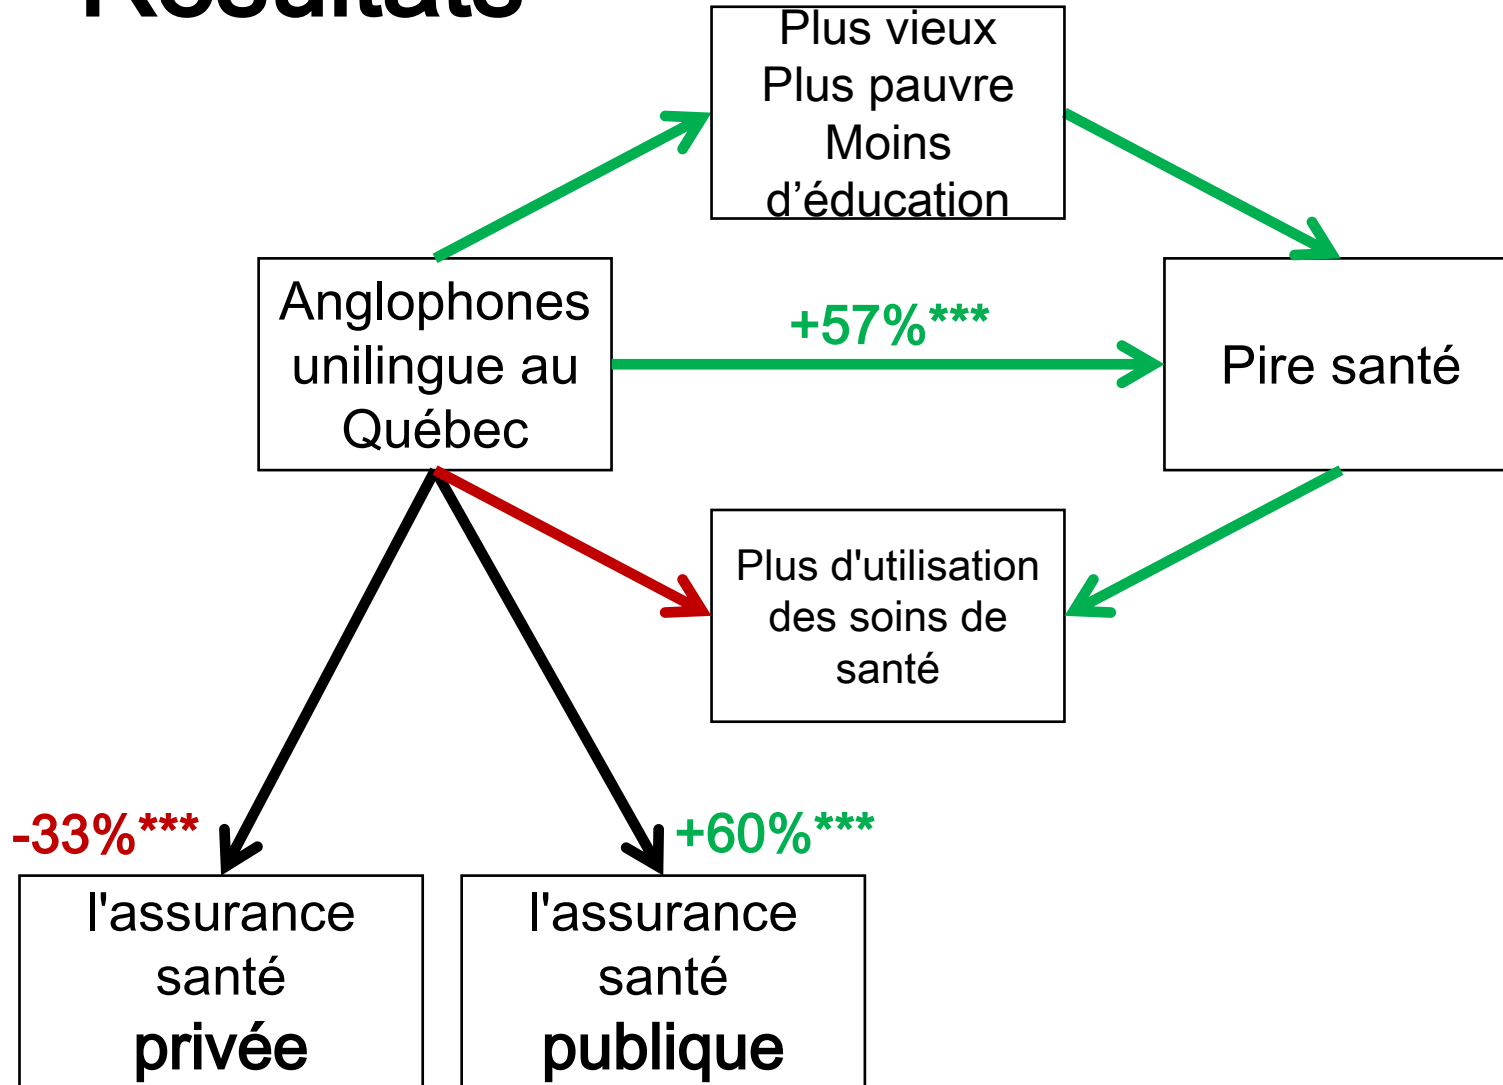 Résultats
Plus vieux
Plus pauvre
Moins
d’éducation
Anglophones
unilingue au
Québec
+57%***
Pire santé
Plus d'utilisation
des soins de
santé
-33%***
+60%***
l'assurance
santé
privée
l'assurance
santé
publique